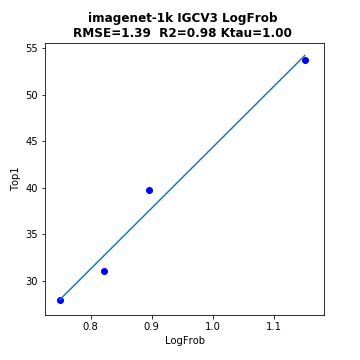 imagenet-1k IGCV3 LogFrob
RMSE=1.39 R2=0.98 Ktau=1.00
55
50
45
40
35
30
Top1
0.8 0.9 1.0 1.1
LogFrob